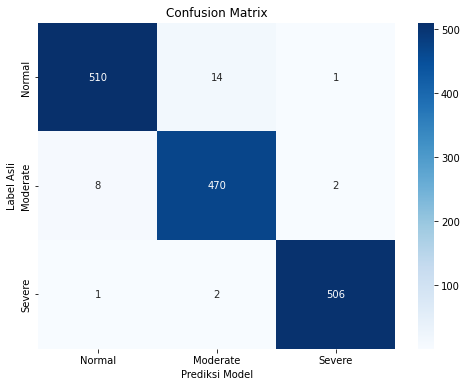 Confusion Matrix
Normal
Moderate
Severe
Label Asli
510 14 1
8 470 2
1 2 506
Normal Moderate Severe
Prediksi Model
500
400
300
200
100